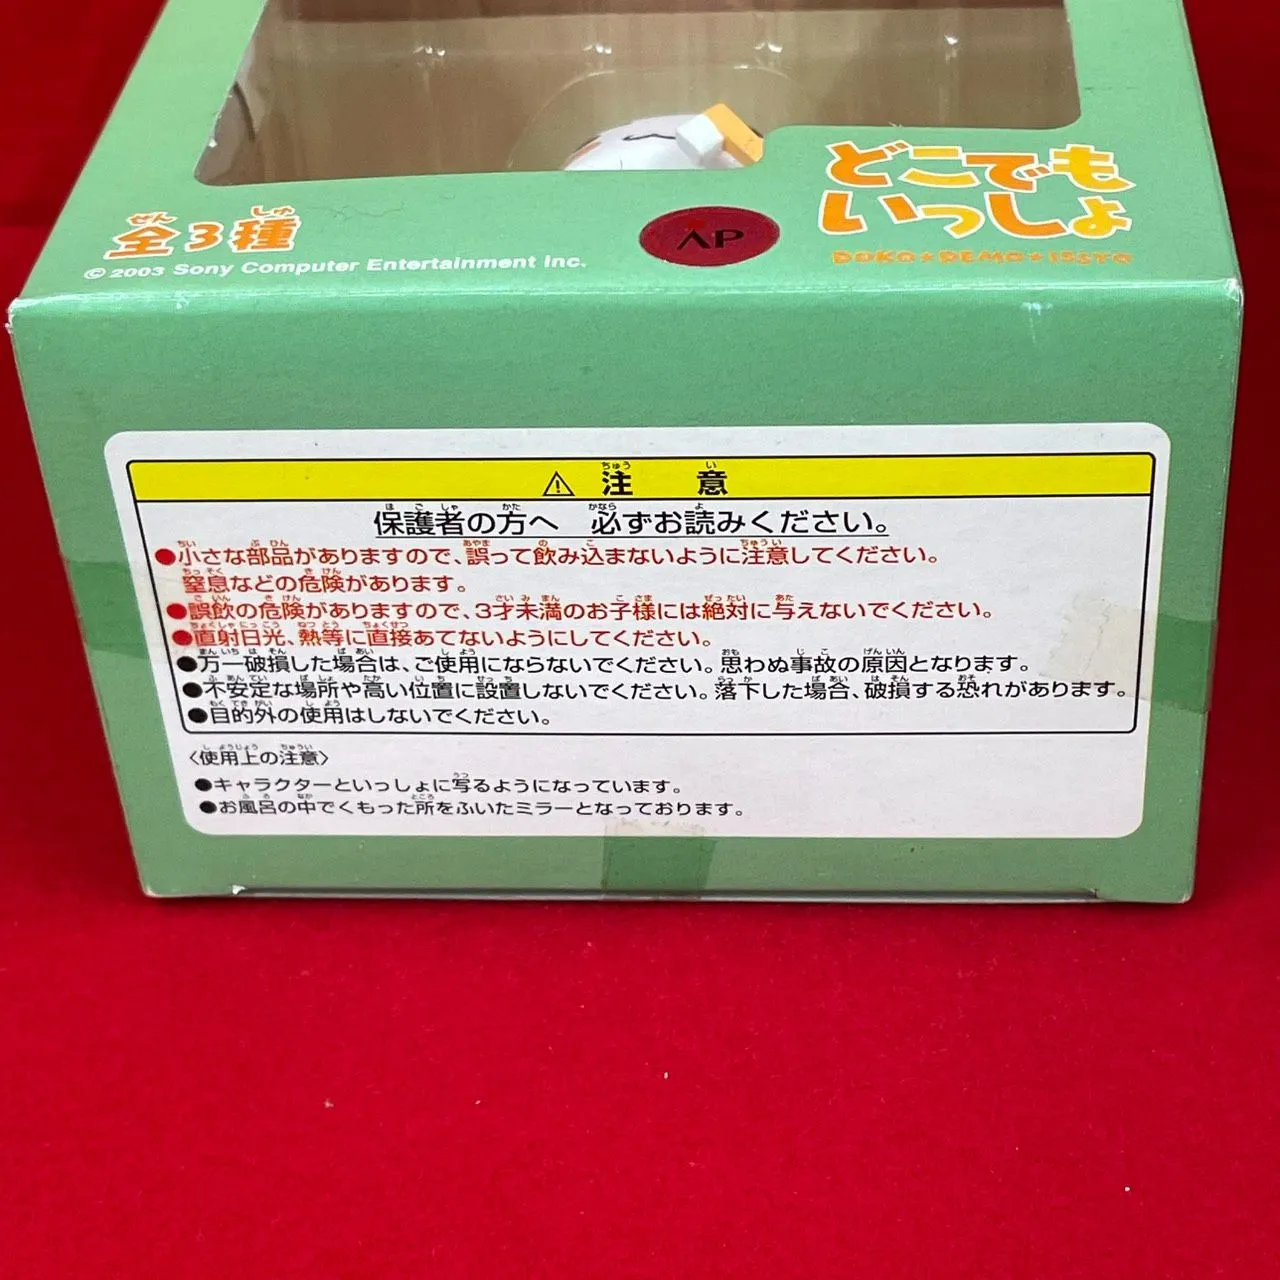 どこでも
いっしょ
DOKO★DEMO★ISSYO
全3種
© 2003 Sony Computer Entertainment Inc.
AP
注意
保護者の方へ 必ずお読みください。
●小さな部品がありますので、誤って飲み込まないように注意してください。
窒息などの危険があります。
●誤飲の危険がありますので、3才未満のお子様には絶対に与えないでください。
●直射日光、熱等に直接あてないようにしてください。
●万一破損した場合は、ご使用にならないでください。思わぬ事故の原因となります。
●不安定な場所や高い位置に設置しないでください。落下した場合、破損する恐れがあります。
●目的外の使用はしないでください。
〈使用上の注意〉
●キャラクターといっしょに写るようになっています。
●お風呂の中でくもった所をふいたミラーとなっております。